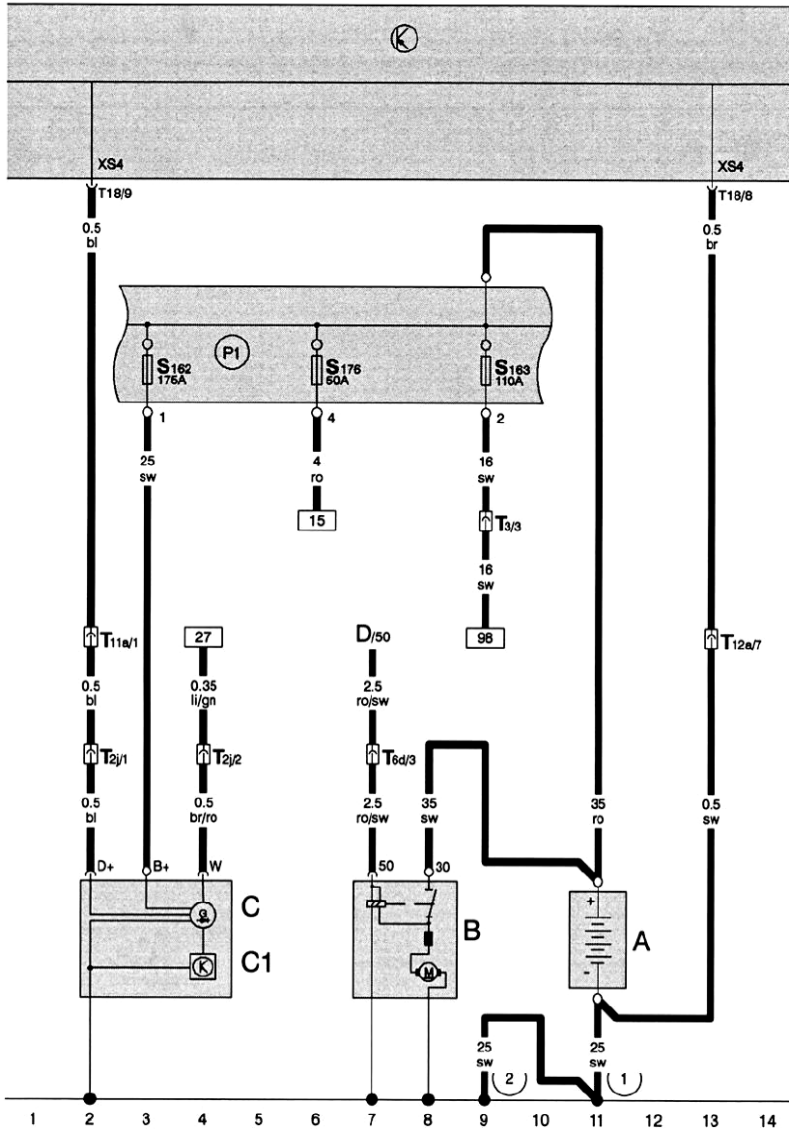 K
XS4 XS4
T18/9 T18/8
0.5 0.5
bl br
P1
S162 S176 S163
175A 50A 110A
1 4 2
25 4 16
sw ro sw
15 T3/3
16
sw
T11a/1 27 D/50 98 T12a/7
0.5 0.35 2.5
bl li/gn ro/sw
T2j/1 T2j/2 T6d/3
0.5 0.5 2.5 35 35 0.5
bl br/ro ro/sw sw ro sw
D+ B+ W 50 30
G C + A
K C1 B
M -
25 25
sw sw
2 1
1 2 3 4 5 6 7 8 9 10 11 12 13 14